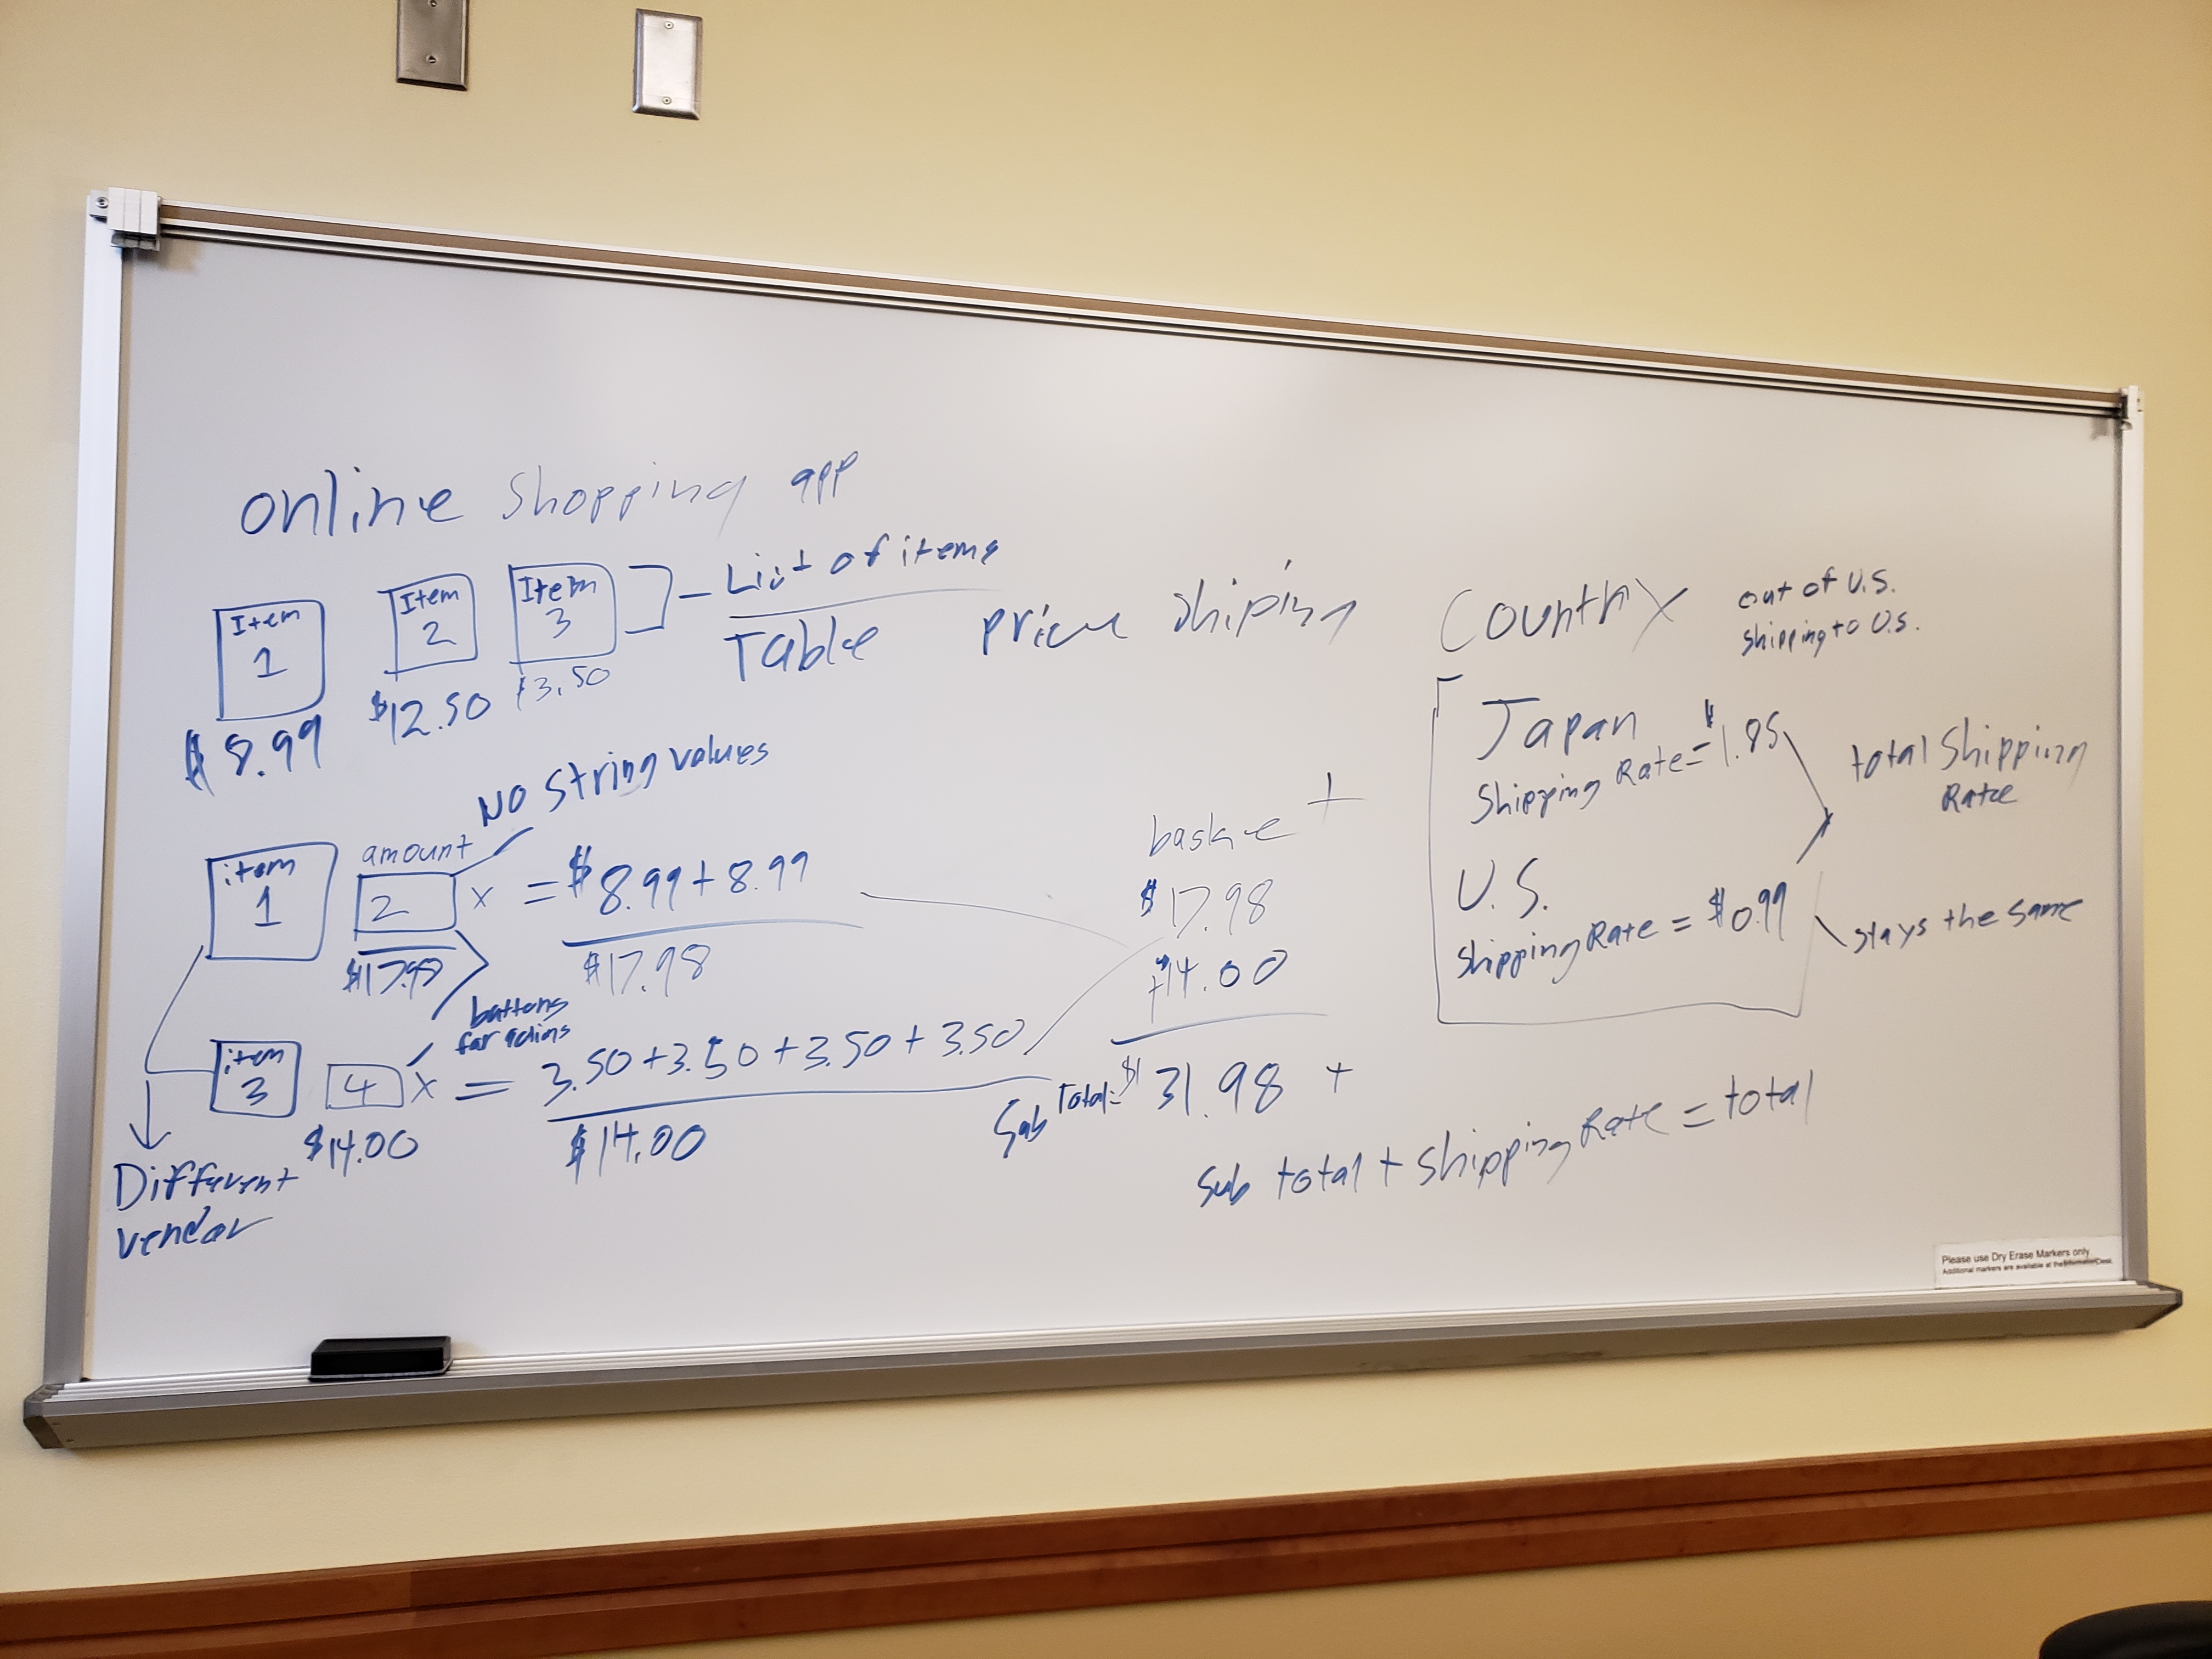 online shopping app
Item 1
$8.99
Item 2
$12.50
Item 3
$3.50
List of items
Table
price shiping
Country
out of U.S.
shipping to U.S.
NO String values
item 1
amount
2 x = $8.99 + 8.99
$17.98
$17.98
buttons
for actions
item 3
4 x = 3.50 + 3.50 + 3.50 + 3.50
$14.00
$14.00
Different
vendor
baske +
$17.98
+$14.00
Sub Total: $31.98 +
Japan
Shipping Rate = $1.85
U.S.
Shipping Rate = $0.99
total Shipping
Rate
stays the same
Sub total + Shipping Rate = total
Please use Dry Erase Markers only
Additional markers are available at the Information Desk.